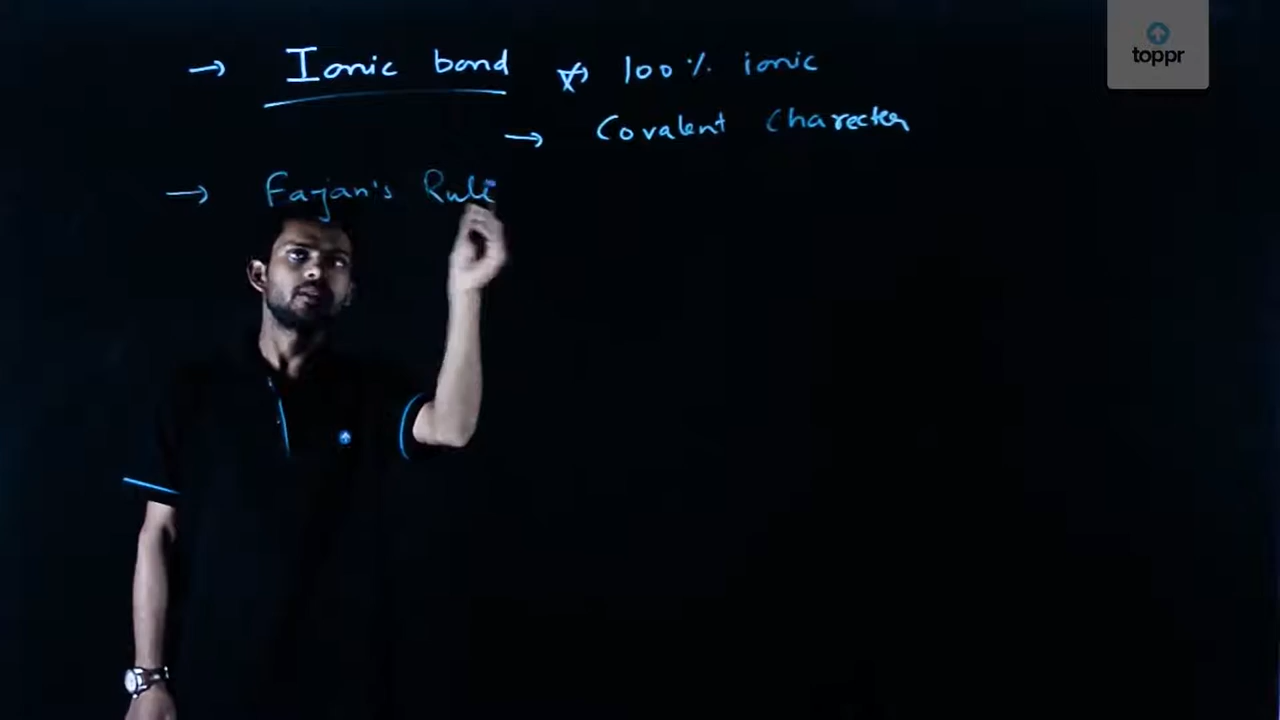 → Ionic bond ↛ 100% ionic
→ Covalent Charecter
→ Fajan's Rule
toppr